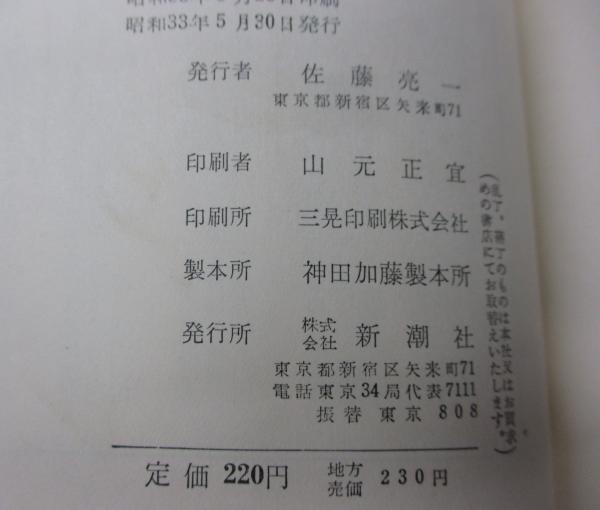 昭和33年5月30日発行
発行者 佐藤亮一
東京都新宿区矢来町71
印刷者 山元正宜
印刷所 三晃印刷株式会社
製本所 神田加藤製本所
発行所 株式会社 新潮社
東京都新宿区矢来町71
電話東京34局代表7111
振替 東京 808
定価 220円 地方売価 230円
(乱丁、落丁のものは本社又はお買求
めの書店にてお取替えいたします。)